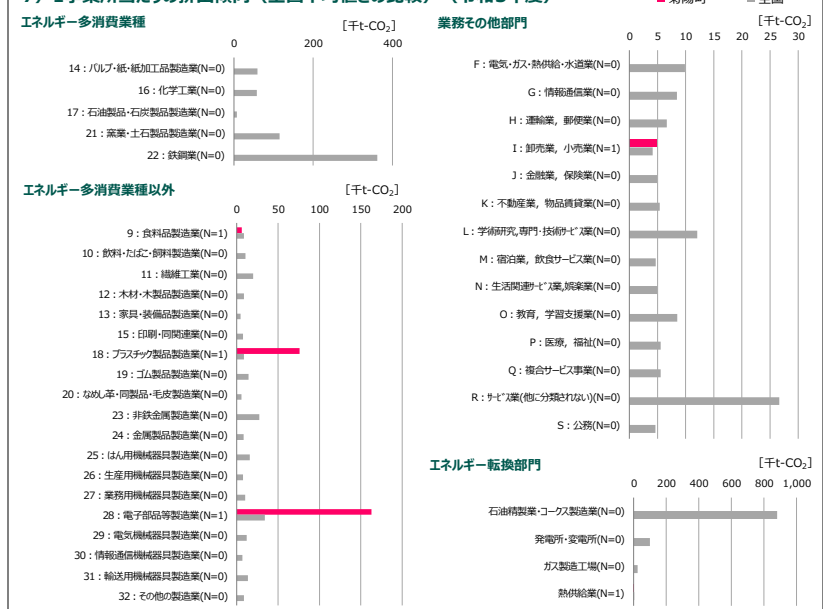 エネルギー多消費業種
[千t-CO₂]
0 200 400
14：パルプ・紙・紙加工品製造業(N=0)
16：化学工業(N=0)
17：石油製品・石炭製品製造業(N=0)
21：窯業・土石製品製造業(N=0)
22：鉄鋼業(N=0)
エネルギー多消費業種以外
[千t-CO₂]
0 50 100 150 200
9：食料品製造業(N=1)
10：飲料・たばこ・飼料製造業(N=0)
11：繊維工業(N=0)
12：木材・木製品製造業(N=0)
13：家具・装備品製造業(N=0)
15：印刷・同関連業(N=0)
18：プラスチック製品製造業(N=1)
19：ゴム製品製造業(N=0)
20：なめし革・同製品・毛皮製造業(N=0)
23：非鉄金属製造業(N=0)
24：金属製品製造業(N=0)
25：はん用機械器具製造業(N=0)
26：生産用機械器具製造業(N=0)
27：業務用機械器具製造業(N=0)
28：電子部品等製造業(N=1)
29：電気機械器具製造業(N=0)
30：情報通信機械器具製造業(N=0)
31：輸送用機械器具製造業(N=0)
32：その他の製造業(N=0)
業務その他部門
[千t-CO₂]
0 5 10 15 20 25 30
F：電気・ガス・熱供給・水道業(N=0)
G：情報通信業(N=0)
H：運輸業，郵便業(N=0)
I：卸売業，小売業(N=1)
J：金融業，保険業(N=0)
K：不動産業，物品賃貸業(N=0)
L：学術研究,専門・技術ｻｰﾋﾞｽ業(N=0)
M：宿泊業，飲食サービス業(N=0)
N：生活関連ｻｰﾋﾞｽ業,娯楽業(N=0)
O：教育，学習支援業(N=0)
P：医療，福祉(N=0)
Q：複合サービス事業(N=0)
R：ｻｰﾋﾞｽ業(他に分類されない)(N=0)
S：公務(N=0)
エネルギー転換部門
[千t-CO₂]
0 200 400 600 800 1,000
石油精製業・コークス製造業(N=0)
発電所・変電所(N=0)
ガス製造工場(N=0)
熱供給業(N=1)